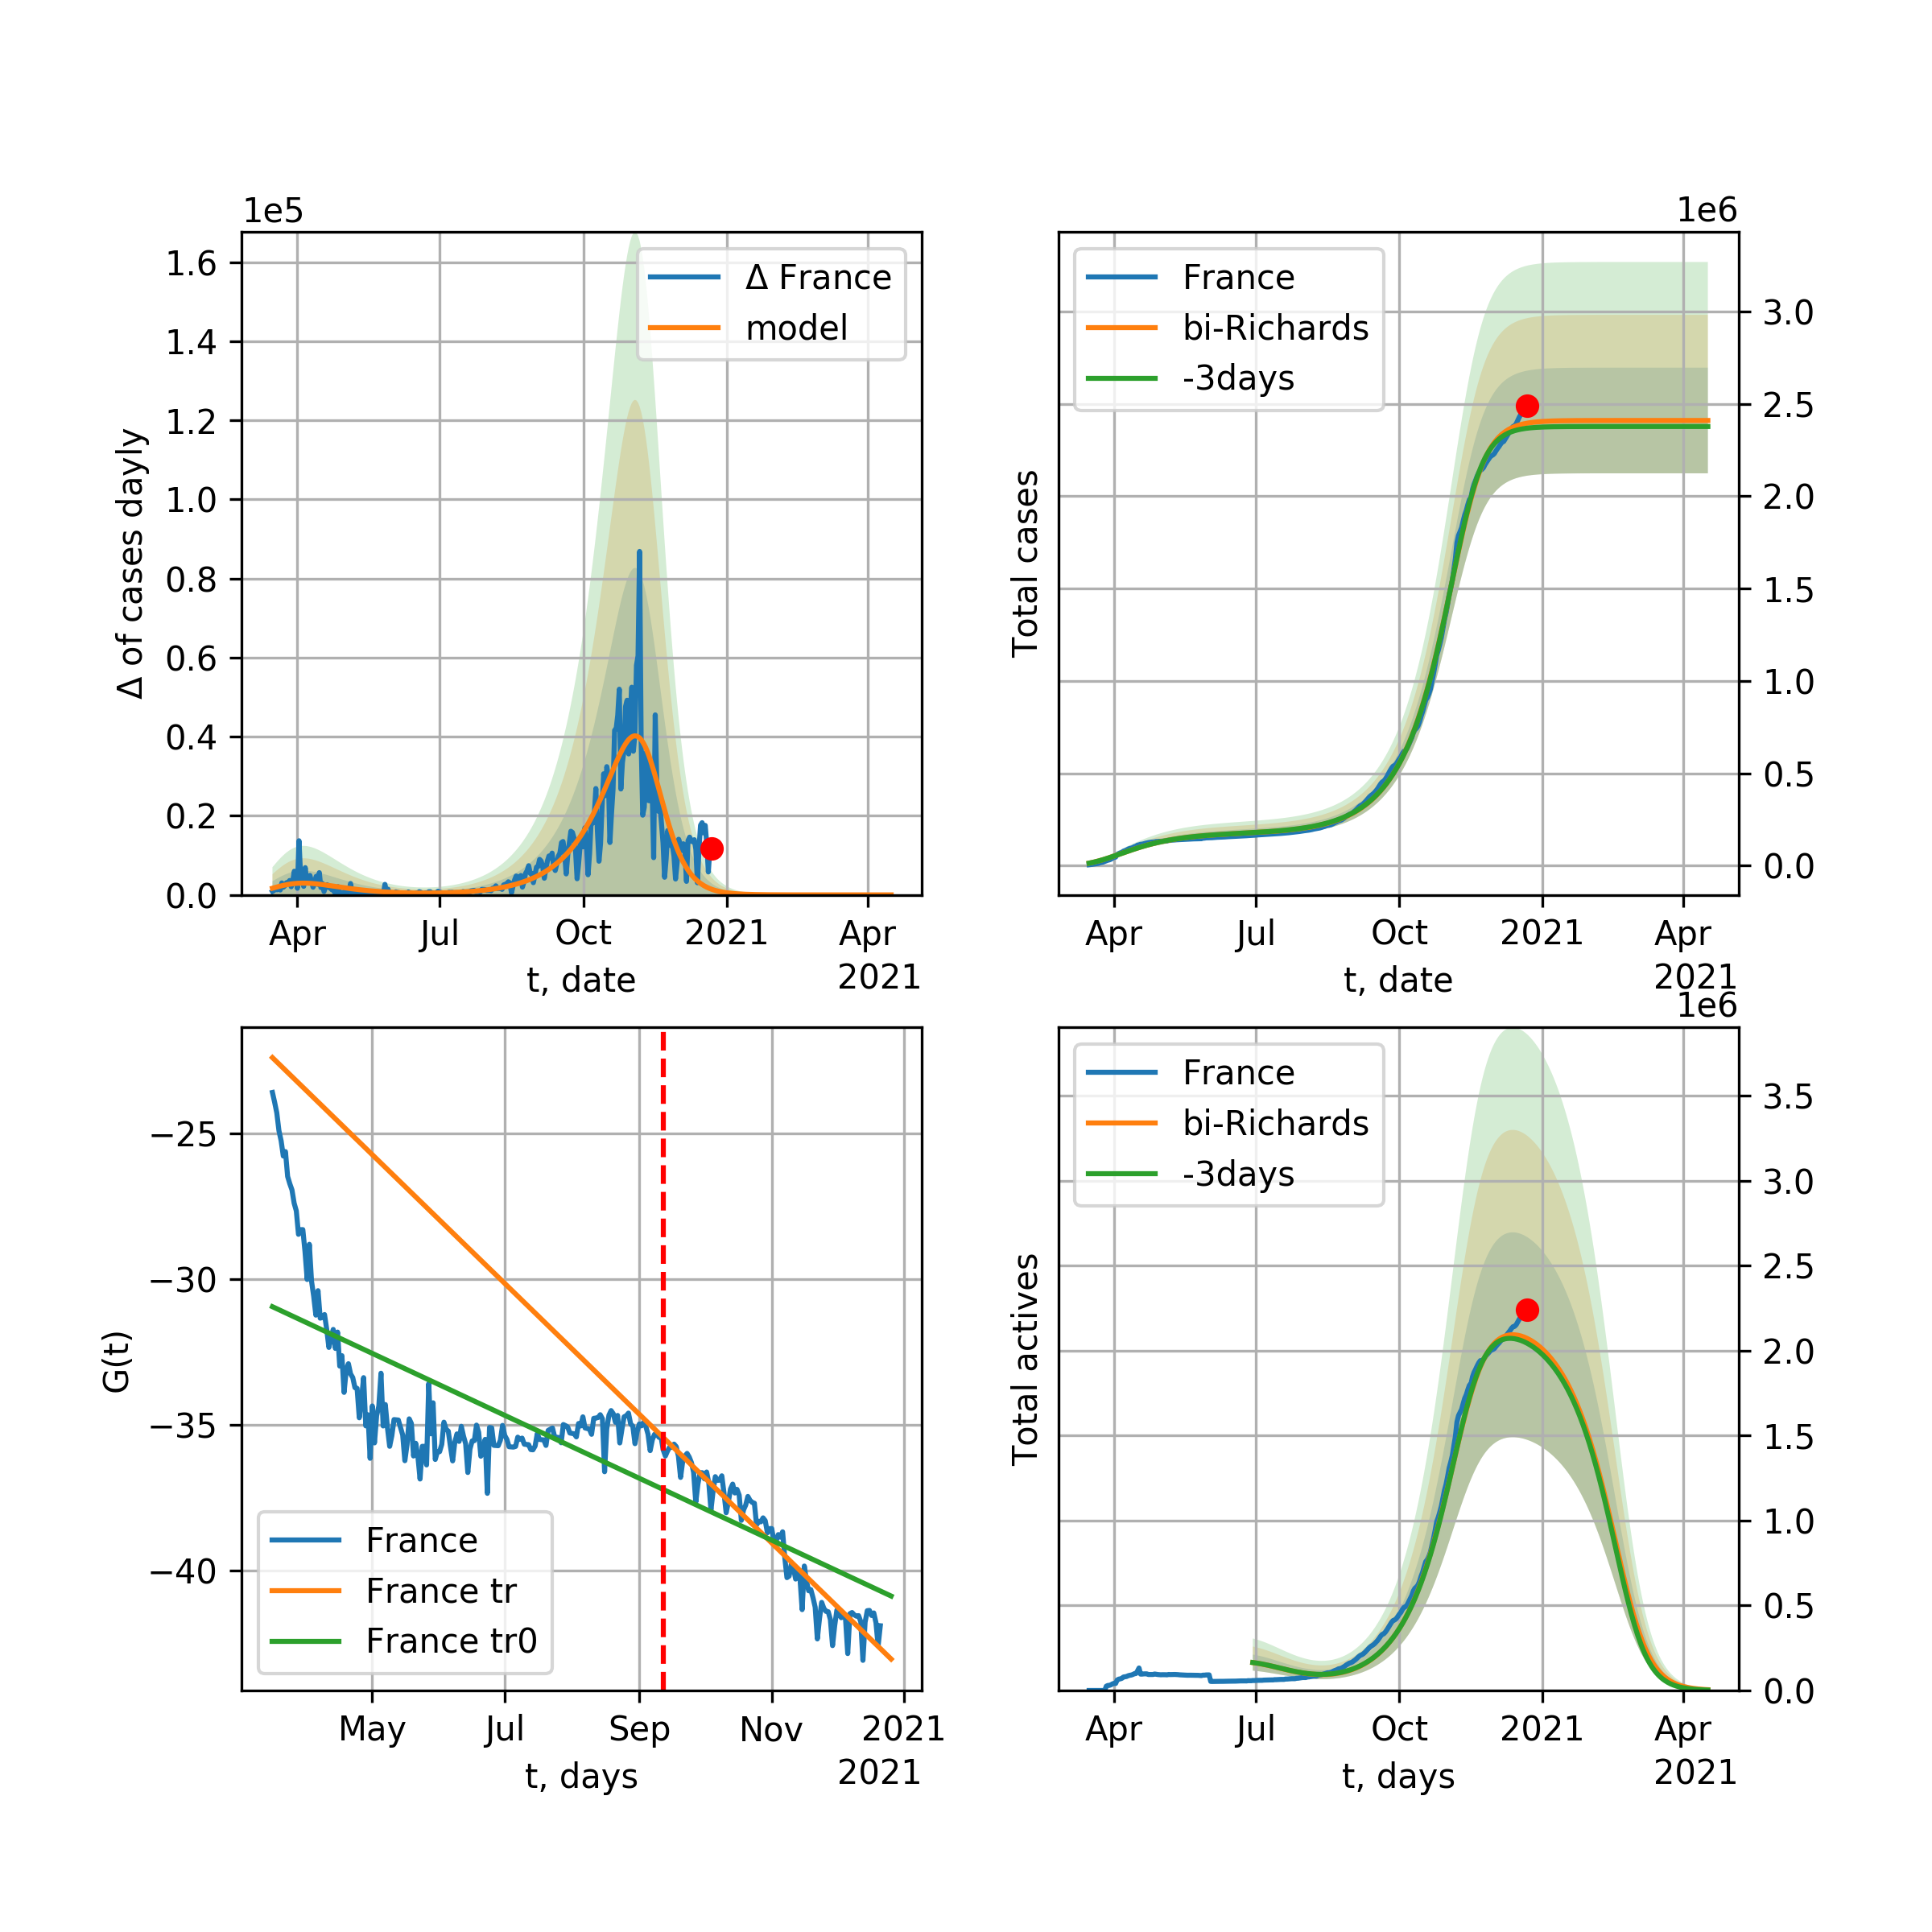 1e5
1.6
1.4
1.2
1.0
0.8
0.6
0.4
0.2
0.0
Δ of cases dayly
Δ France
model
Apr Jul Oct 2021 Apr
2021
t, date
1e6
France
bi-Richards
-3days
3.0
2.5
2.0
1.5
1.0
0.5
0.0
Total cases
Apr Jul Oct 2021 Apr
2021
t, date
−25
−30
−35
−40
G(t)
France
France tr
France tr0
May Jul Sep Nov 2021
2021
t, days
1e6
France
bi-Richards
-3days
3.5
3.0
2.5
2.0
1.5
1.0
0.5
0.0
Total actives
Apr Jul Oct 2021 Apr
2021
t, days